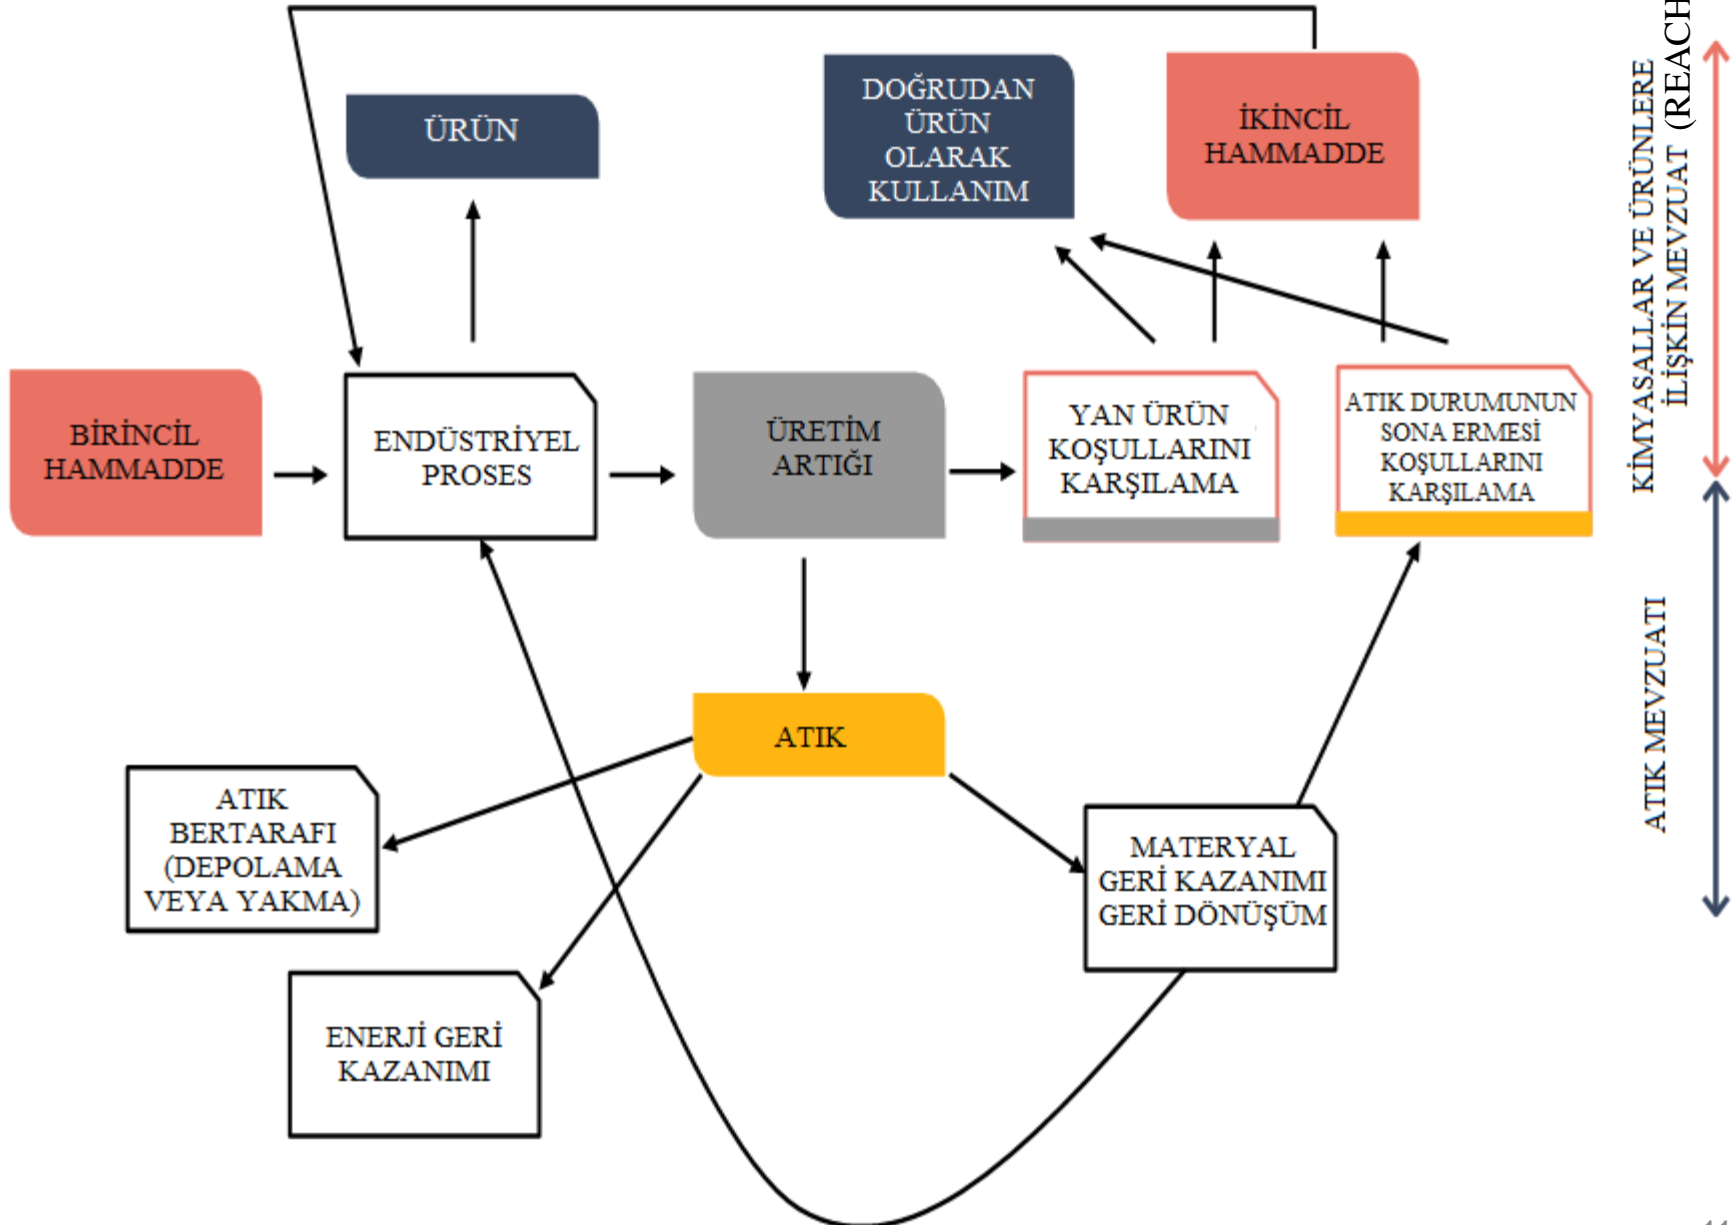 ÜRÜN
DOĞRUDAN
ÜRÜN
OLARAK
KULLANIM
İKİNCİL
HAMMADDE
BİRİNCİL
HAMMADDE
ENDÜSTRİYEL
PROSES
ÜRETİM
ARTIĞI
YAN ÜRÜN
KOŞULLARINI
KARŞILAMA
ATIK DURUMUNUN
SONA ERMESİ
KOŞULLARINI
KARŞILAMA
ATIK
ATIK
BERTARAFI
(DEPOLAMA
VEYA YAKMA)
MATERYAL
GERİ KAZANIMI
GERİ DÖNÜŞÜM
ENERJİ GERİ
KAZANIMI
KİMYASALLAR VE ÜRÜNLERE
İLİŞKİN MEVZUAT (REACH
ATIK MEVZUATI